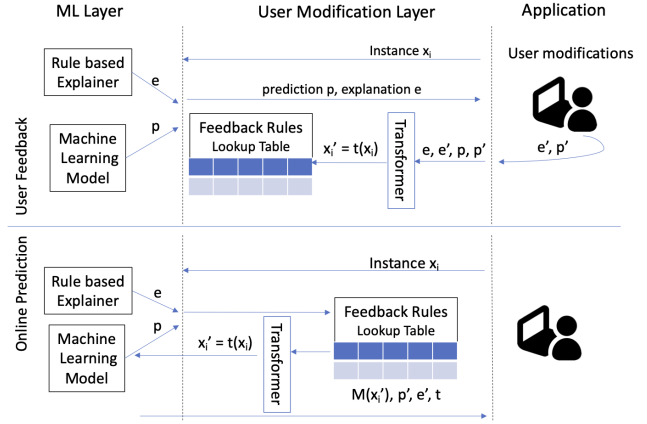 ML Layer
User Modification Layer
Application
User Feedback
Rule based
Explainer
Machine
Learning
Model
e
p
Instance xᵢ
prediction p, explanation e
Feedback Rules
Lookup Table
xᵢ’ = t(xᵢ)
Transformer
e, e’, p, p’
User modifications
e’, p’
Online Prediction
Rule based
Explainer
Machine
Learning
Model
e
p
Instance xᵢ
xᵢ’ = t(xᵢ)
Transformer
Feedback Rules
Lookup Table
M(xᵢ’), p’, e’, t